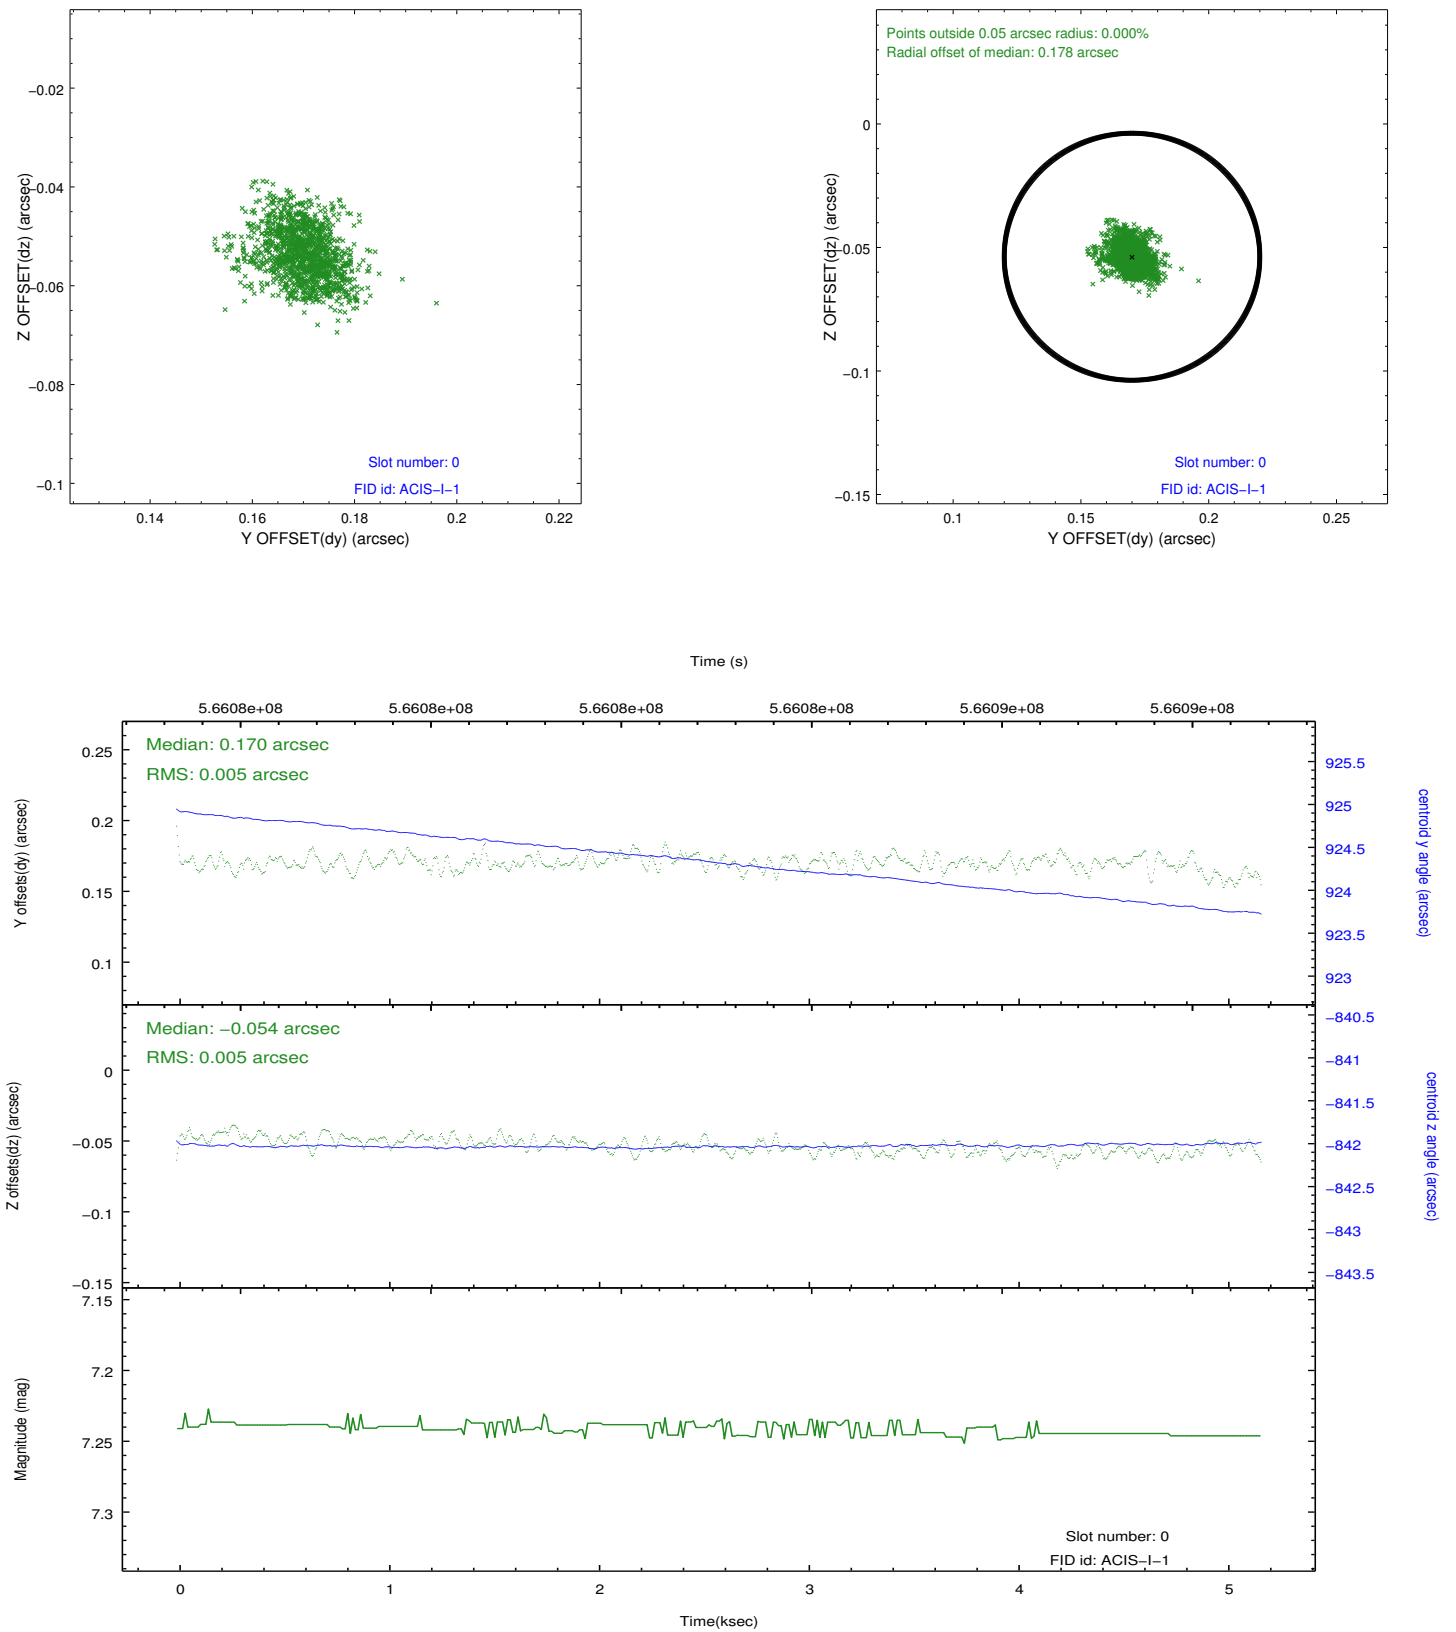 Points outside 0.05 arcsec radius: 0.000%
Radial offset of median: 0.178 arcsec
−0.02
−0.04
−0.06
−0.08
−0.1
Z OFFSET(dz) (arcsec)
Slot number: 0
FID id: ACIS−I−1
0.14 0.16 0.18 0.2 0.22
Y OFFSET(dy) (arcsec)
0
−0.05
−0.1
−0.15
Z OFFSET(dz) (arcsec)
Slot number: 0
FID id: ACIS−I−1
0.1 0.15 0.2 0.25
Y OFFSET(dy) (arcsec)
Time (s)
5.6608e+08 5.6608e+08 5.6608e+08 5.6608e+08 5.6609e+08 5.6609e+08
Median: 0.170 arcsec
RMS: 0.005 arcsec
0.25
0.2
0.15
0.1
Y offsets(dy) (arcsec)
925.5
925
924.5
924
923.5
923
centroid y angle (arcsec)
Median: −0.054 arcsec
RMS: 0.005 arcsec
0
−0.05
−0.1
−0.15
Z offsets(dz) (arcsec)
−840.5
−841
−841.5
−842
−842.5
−843
−843.5
centroid z angle (arcsec)
7.15
7.2
7.25
7.3
Magnitude (mag)
Slot number: 0
FID id: ACIS−I−1
0 1 2 3 4 5
Time(ksec)